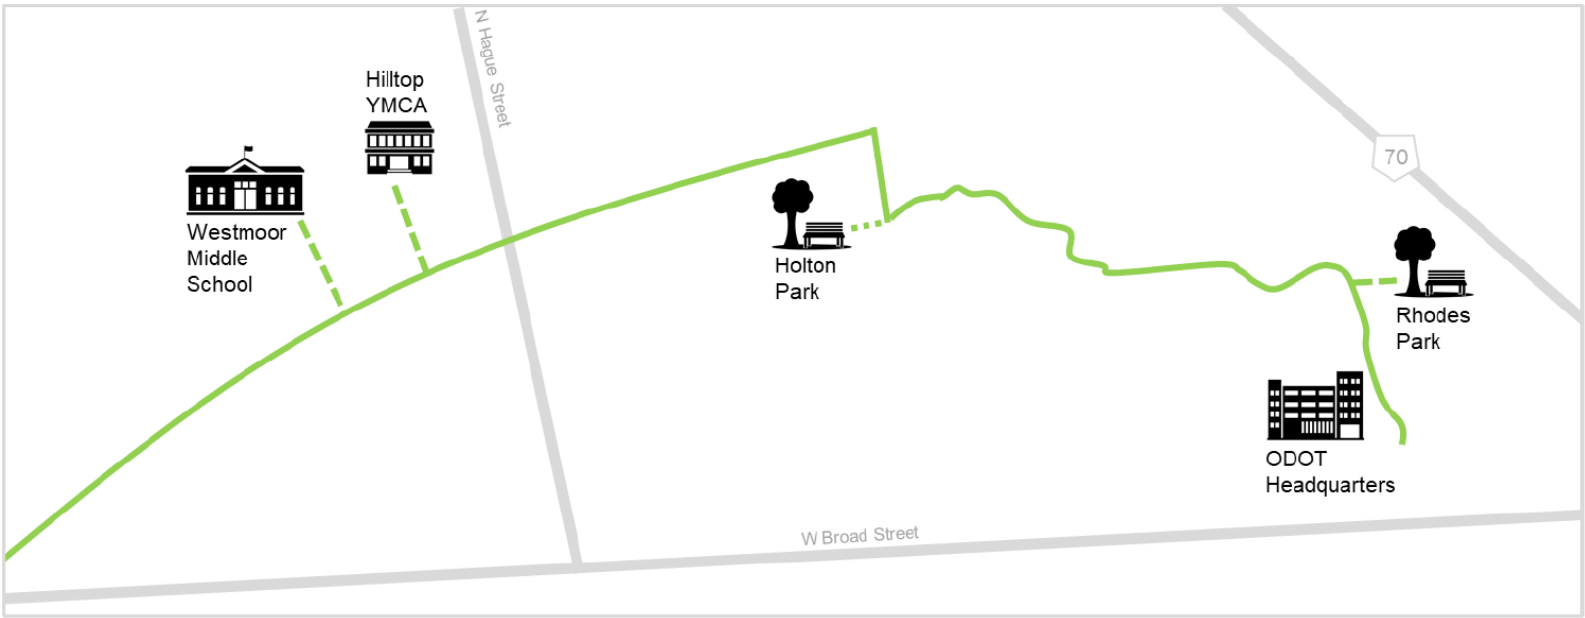 N Hague Street
Hilltop
YMCA
70
Westmoor
Middle
School
Holton
Park
Rhodes
Park
ODOT
Headquarters
W Broad Street